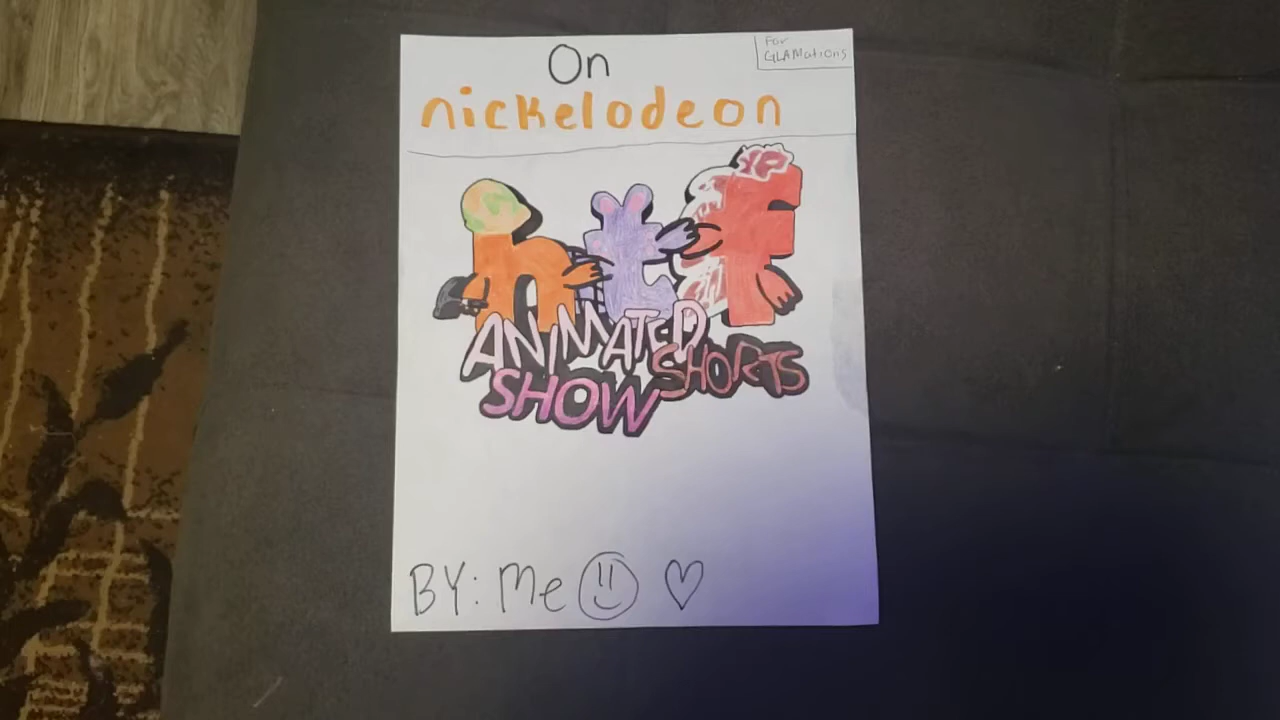 On
For
GLAMations
nickelodeon
htf
ANIMATED
SHORTS
SHOW
BY: Me